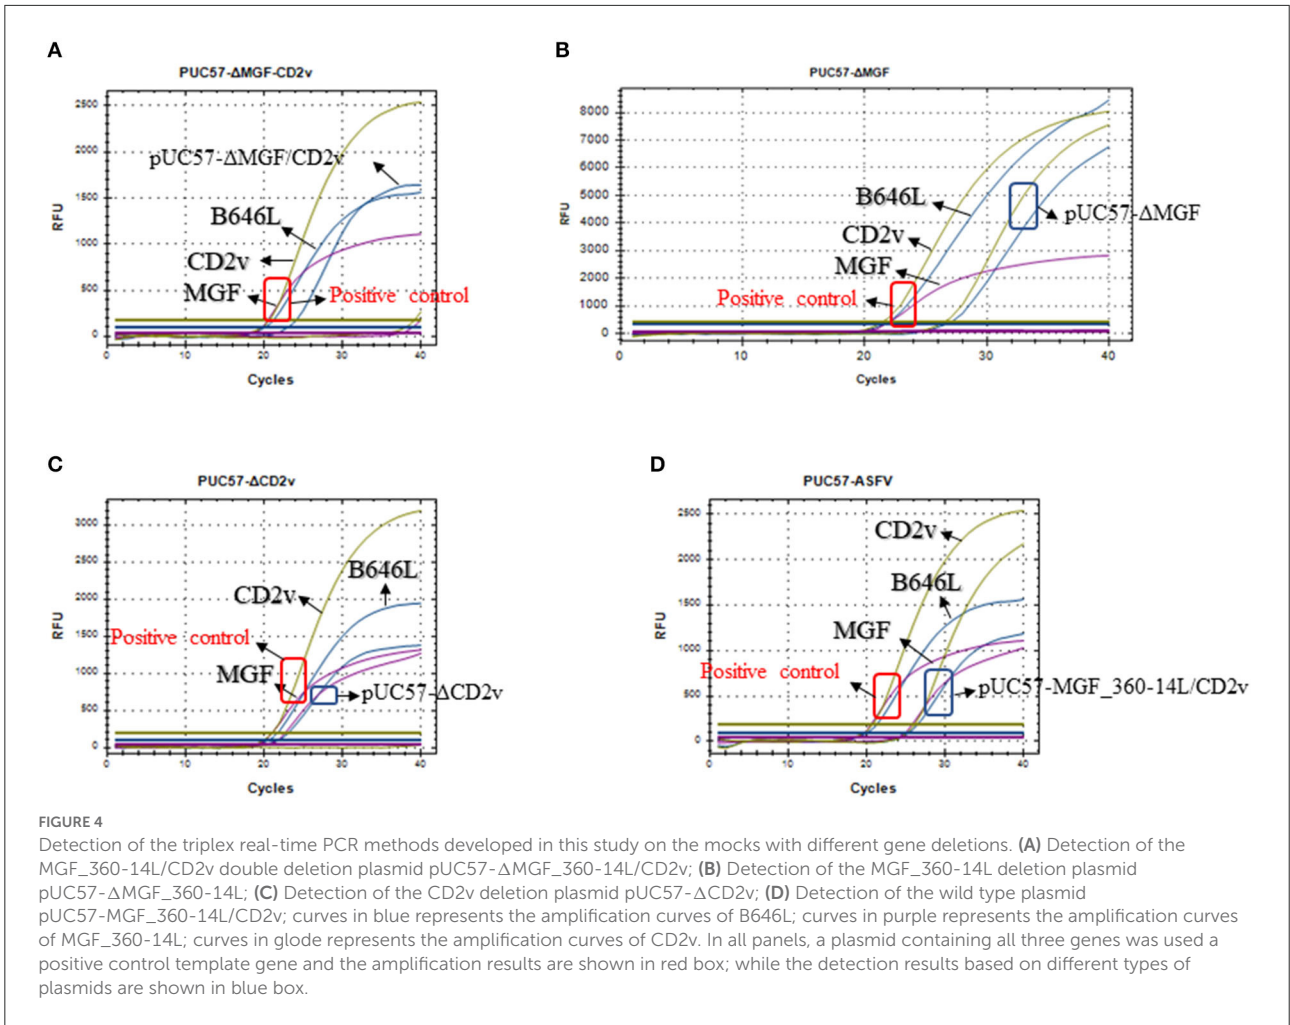 A
PUC57-ΔMGF-CD2v
RFU
2500
2000
1500
1000
500
0
pUC57-ΔMGF/CD2v
B646L
CD2v
MGF
Positive control
0
10
20
30
40
Cycles
B
PUC57-ΔMGF
RFU
8000
7000
6000
5000
4000
3000
2000
1000
0
B646L
pUC57-ΔMGF
CD2v
MGF
Positive control
0
10
20
30
40
Cycles
C
PUC57-ΔCD2v
RFU
3000
2500
2000
1500
1000
500
0
B646L
CD2v
Positive control
MGF
pUC57-ΔCD2v
0
10
20
30
40
Cycles
D
PUC57-ASFV
RFU
2500
2000
1500
1000
500
0
CD2v
B646L
MGF
Positive control
pUC57-MGF_360-14L/CD2v
0
10
20
30
40
Cycles
FIGURE 4
Detection of the triplex real-time PCR methods developed in this study on the mocks with different gene deletions. (A) Detection of the
MGF_360-14L/CD2v double deletion plasmid pUC57-ΔMGF_360-14L/CD2v; (B) Detection of the MGF_360-14L deletion plasmid
pUC57-ΔMGF_360-14L; (C) Detection of the CD2v deletion plasmid pUC57-ΔCD2v; (D) Detection of the wild type plasmid
pUC57-MGF_360-14L/CD2v; curves in blue represents the amplification curves of B646L; curves in purple represents the amplification curves
of MGF_360-14L; curves in glode represents the amplification curves of CD2v. In all panels, a plasmid containing all three genes was used a
positive control template gene and the amplification results are shown in red box; while the detection results based on different types of
plasmids are shown in blue box.